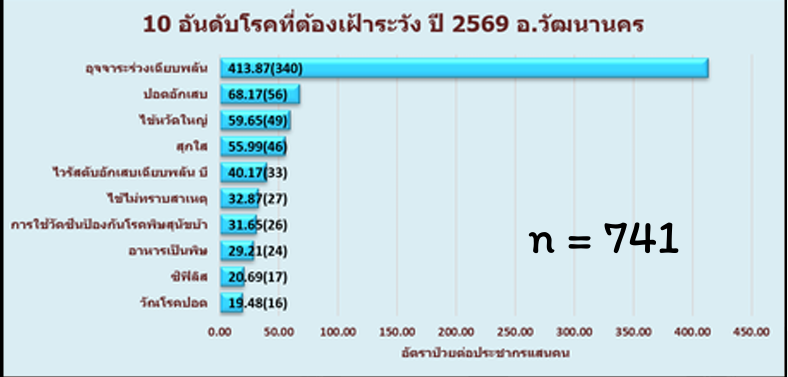 10 อันดับโรคที่ต้องเฝ้าระวัง ปี 2569 อ.วัฒนานคร
อุจจาระร่วงเฉียบพลัน 413.87(340)
ปอดอักเสบ 68.17(56)
ไข้หวัดใหญ่ 59.65(49)
สุกใส 55.99(46)
ไวรัสตับอักเสบเฉียบพลัน บี 40.17(33)
ไข้ไม่ทราบสาเหตุ 32.87(27)
การใช้วัคซีนป้องกันโรคพิษสุนัขบ้า 31.65(26)
อาหารเป็นพิษ 29.21(24)
ซิฟิลิส 20.69(17)
วัณโรคปอด 19.48(16)
n = 741
0.00 50.00 100.00 150.00 200.00 250.00 300.00 350.00 400.00 450.00
อัตราป่วยต่อประชากรแสนคน